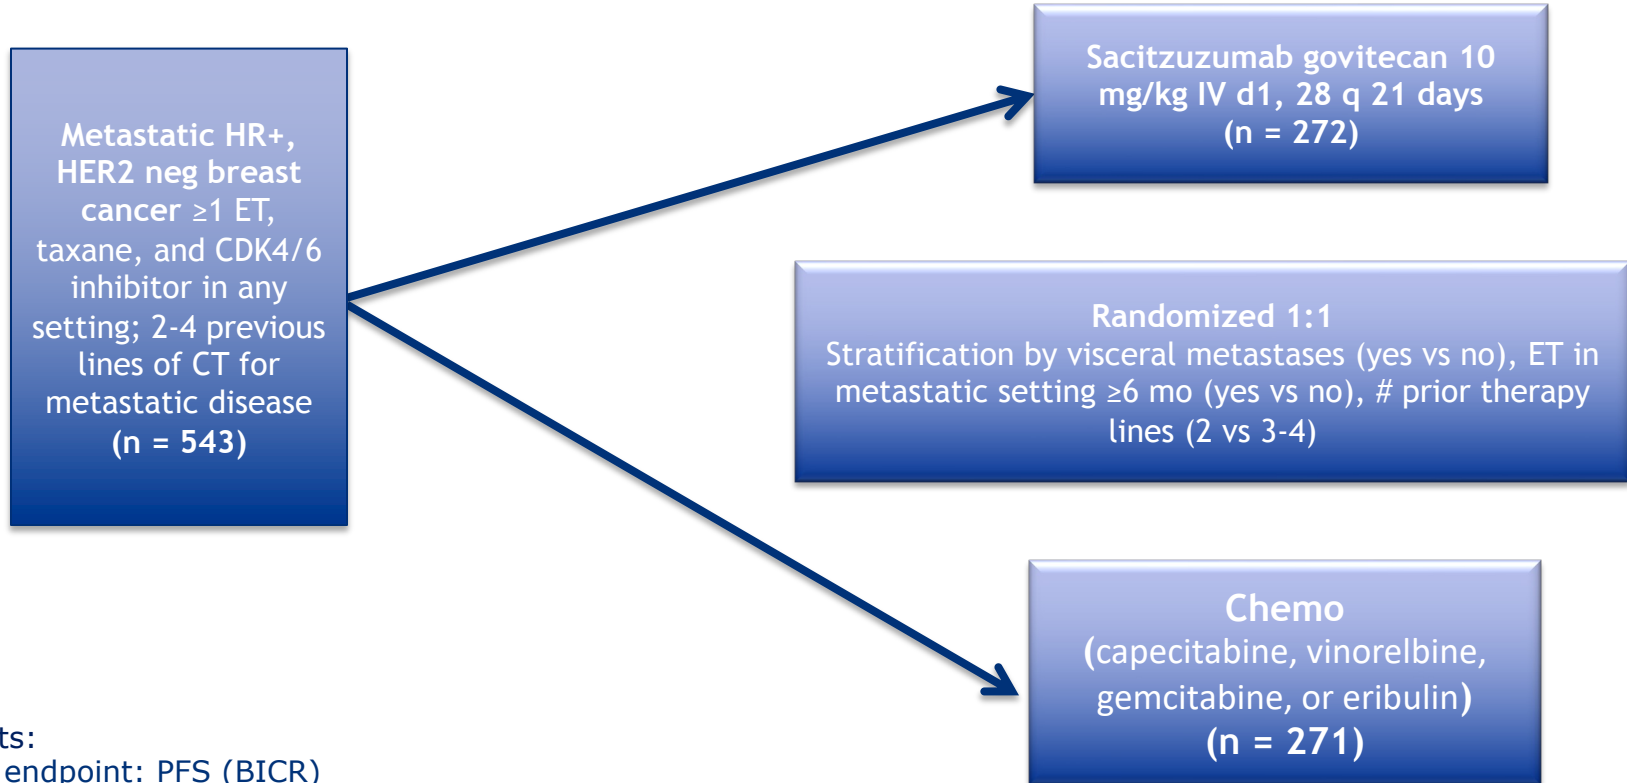 Metastatic HR+,
HER2 neg breast
cancer ≥1 ET,
taxane, and CDK4/6
inhibitor in any
setting; 2-4 previous
lines of CT for
metastatic disease
(n = 543)
Sacitzuzumab govitecan 10
mg/kg IV d1, 28 q 21 days
(n = 272)
Randomized 1:1
Stratification by visceral metastases (yes vs no), ET in
metastatic setting ≥6 mo (yes vs no), # prior therapy
lines (2 vs 3-4)
Chemo
(capecitabine, vinorelbine,
gemcitabine, or eribulin)
(n = 271)
ts:
endpoint: PFS (BICR)